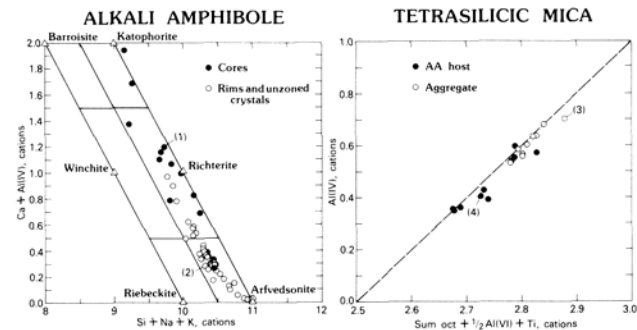 ALKALI AMPHIBOLE
Barroisite
Katophorite
2.0
1.8
1.6
1.4
1.2
1.0
0.8
0.6
0.4
0.2
0.0
Ca + Al(IV), cations
● Cores
○ Rims and unzoned
crystals
(1)
Winchite
Richterite
(2)
Riebeckite
Arfvedsonite
8
9
10
11
12
Si + Na + K, cations
TETRASILICIC MICA
1.0
0.8
0.6
0.4
0.2
0.0
Al(IV), cations
● AA host
○ Aggregate
(3)
(4)
2.5
2.6
2.7
2.8
2.9
3.0
Sum oct + 1/2 Al(VI) + Ti, cations